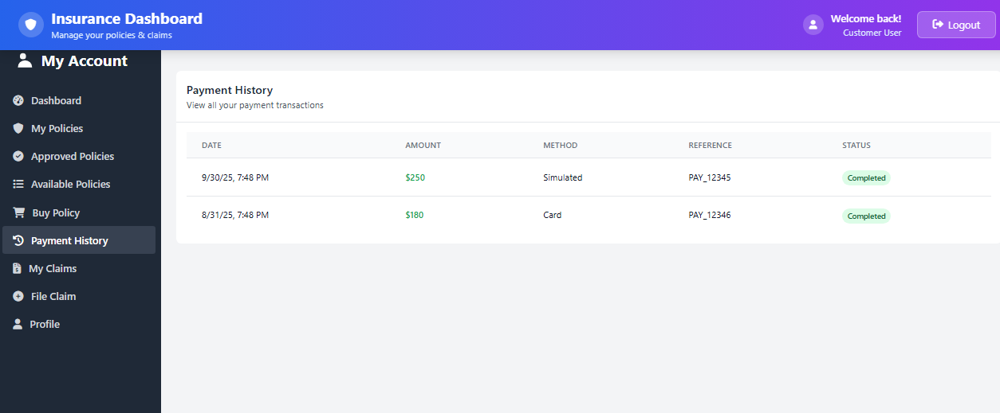 Insurance Dashboard
Manage your policies & claims
Welcome back!
Customer User
Logout
My Account
Dashboard
My Policies
Approved Policies
Available Policies
Buy Policy
Payment History
My Claims
File Claim
Profile
Payment History
View all your payment transactions
DATE AMOUNT METHOD REFERENCE STATUS
9/30/25, 7:48 PM $250 Simulated PAY_12345 Completed
8/31/25, 7:48 PM $180 Card PAY_12346 Completed